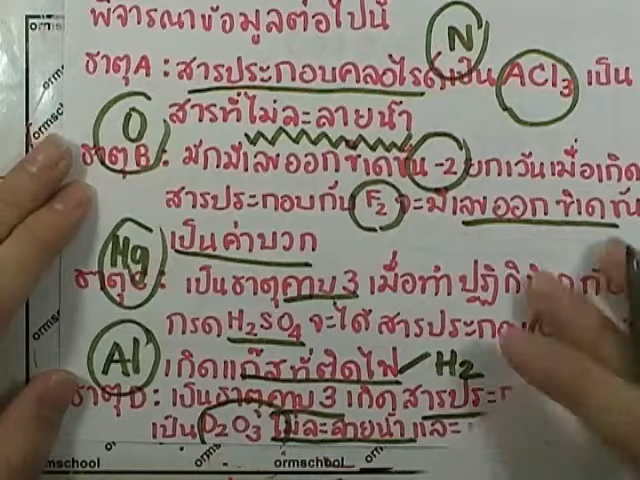 พิจารณาข้อมูลต่อไปนี้
N
ธาตุA : สารประกอบคลอไรด์เป็น ACl3 เป็น
สารที่ไม่ละลายน้ำ
O
ธาตุB : มักมีเลขออกซิเดชัน -2 ยกเว้นเมื่อเกิด
สารประกอบกับ F2 จะมีเลขออกซิเดชัน
เป็นค่าบวก
Mg
ธาตุC : เป็นธาตุคาบ 3 เมื่อทำปฏิกิริยากับ
กรด H2SO4 จะได้ สารประกอบ
Al
เกิดแก๊สที่ติดไฟ H2
ธาตุD : เป็นธาตุคาบ 3 เกิดสารประ
เป็น D2O3 ไม่ละลายน้ำ และ
ormschool
ormschool